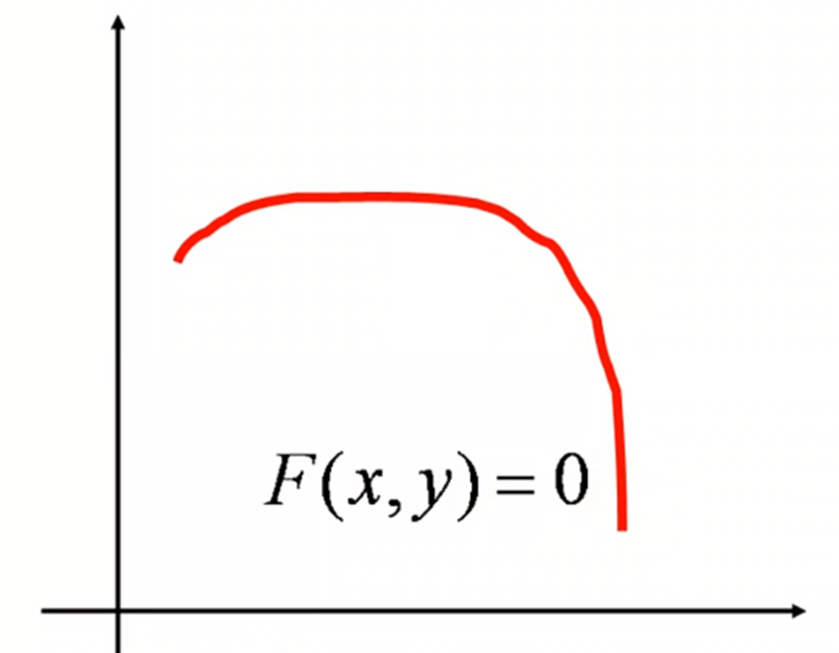 F(x, y) = 0